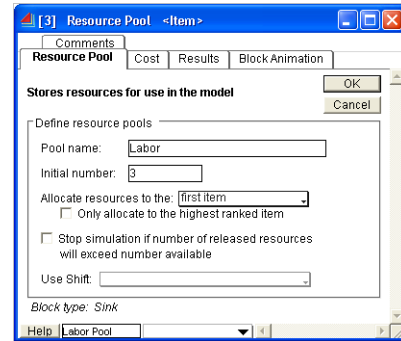 [3] Resource Pool <Item>
Comments
Resource Pool Cost Results Block Animation
Stores resources for use in the model
OK
Cancel
Define resource pools
Pool name: Labor
Initial number: 3
Allocate resources to the: first item
Only allocate to the highest ranked item
Stop simulation if number of released resources
will exceed number available
Use Shift:
Block type: Sink
Help Labor Pool